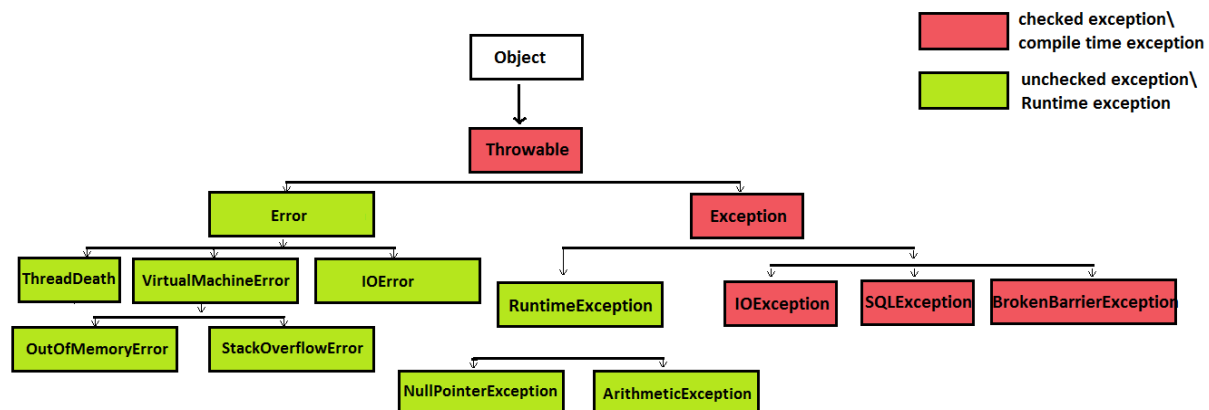 checked exception\
compile time exception
Object
unchecked exception\
Runtime exception
Throwable
Error
Exception
ThreadDeath
VirtualMachineError
IOError
RuntimeException
IOException
SQLException
BrokenBarrierException
OutOfMemoryError
StackOverflowError
NullPointerException
ArithmeticException